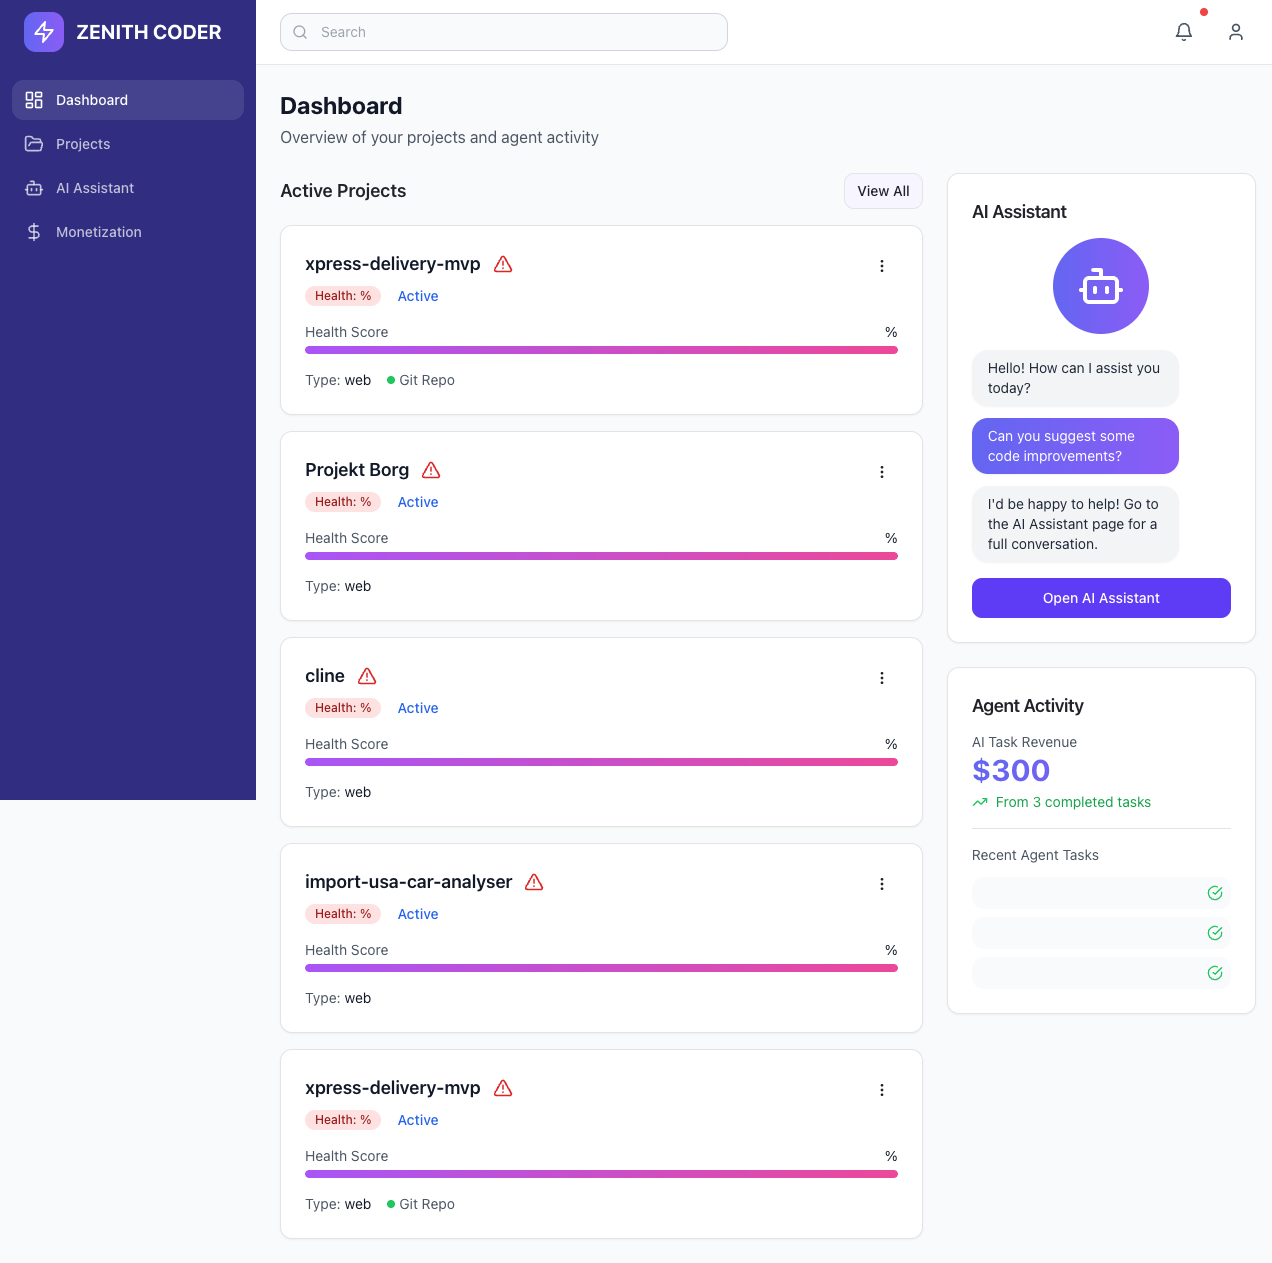 ZENITH CODER
Dashboard
Projects
AI Assistant
Monetization
Search
Dashboard
Overview of your projects and agent activity
Active Projects
View All
xpress-delivery-mvp
Health: % Active
Health Score %
Type: web Git Repo
Projekt Borg
Health: % Active
Health Score %
Type: web
cline
Health: % Active
Health Score %
Type: web
import-usa-car-analyser
Health: % Active
Health Score %
Type: web
xpress-delivery-mvp
Health: % Active
Health Score %
Type: web Git Repo
AI Assistant
Hello! How can I assist you
today?
Can you suggest some
code improvements?
I'd be happy to help! Go to
the AI Assistant page for a
full conversation.
Open AI Assistant
Agent Activity
AI Task Revenue
$300
From 3 completed tasks
Recent Agent Tasks